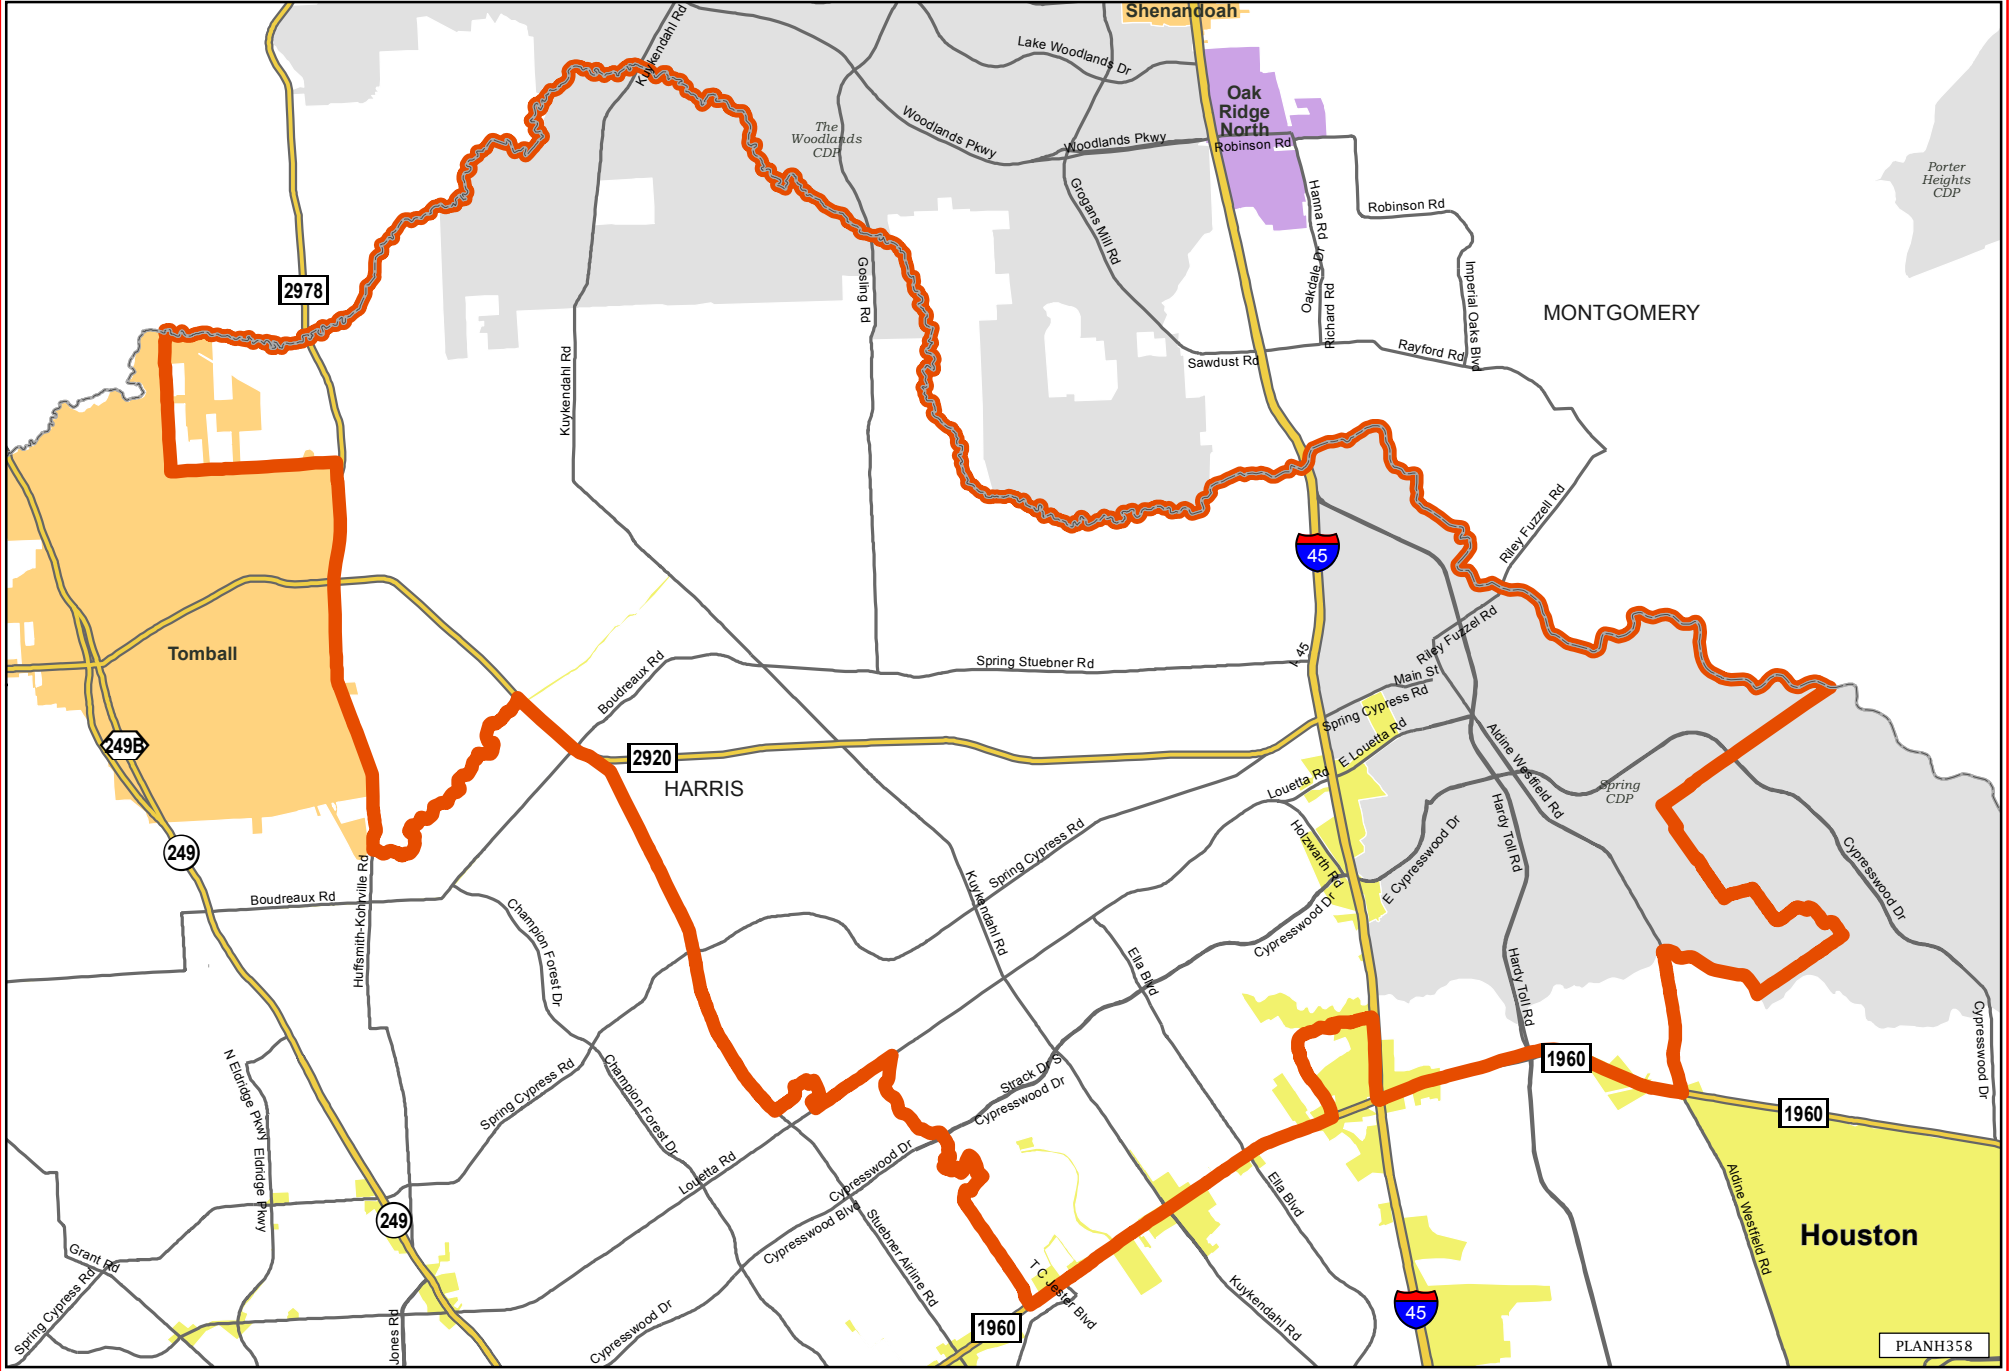 Shenandoah
Kuykendahl Rd
Lake Woodlands Dr
Oak
Ridge
North
The
Woodlands
CDP
Woodlands Pkwy
Woodlands Pkwy
Robinson Rd
Porter
Heights
CDP
Grogans Mill Rd
Hanna Rd
Robinson Rd
Gosling Rd
Oakdale Dr
Richard Rd
Imperial Oaks Blvd
2978
MONTGOMERY
Kuykendahl Rd
Sawdust Rd
Rayford Rd
Riley Fuzzell Rd
45
Tomball
Boudreaux Rd
Spring Stuebner Rd
I- 45
Riley Fuzzel Rd
Main St
Spring Cypress Rd
249B
2920
HARRIS
E Louetta Rd
Louetta Rd
Aldine Westfield Rd
Spring
CDP
Hardy Toll Rd
Holzwarth Rd
E Cypresswood Dr
Cypresswood Dr
249
Spring Cypress Rd
Kuykendahl Rd
Boudreaux Rd
Huffsmith-Kohrville Rd
Champion Forest Dr
Cypresswood Dr
Ella Blvd
Hardy Toll Rd
Cypresswood Dr
N Eldridge Pkwy
Eldridge Pkwy
Spring Cypress Rd
Champion Forest Dr
Strack Dr S
Cypresswood Dr
1960
1960
Louetta Rd
Cypresswood Dr
Cypresswood Blvd
Stuebner Airline Rd
Ella Blvd
Aldine Westfield Rd
Houston
249
Grant Rd
Spring Cypress Rd
Jones Rd
Cypresswood Dr
T C Jester Blvd
1960
Kuykendahl Rd
45
PLANH358